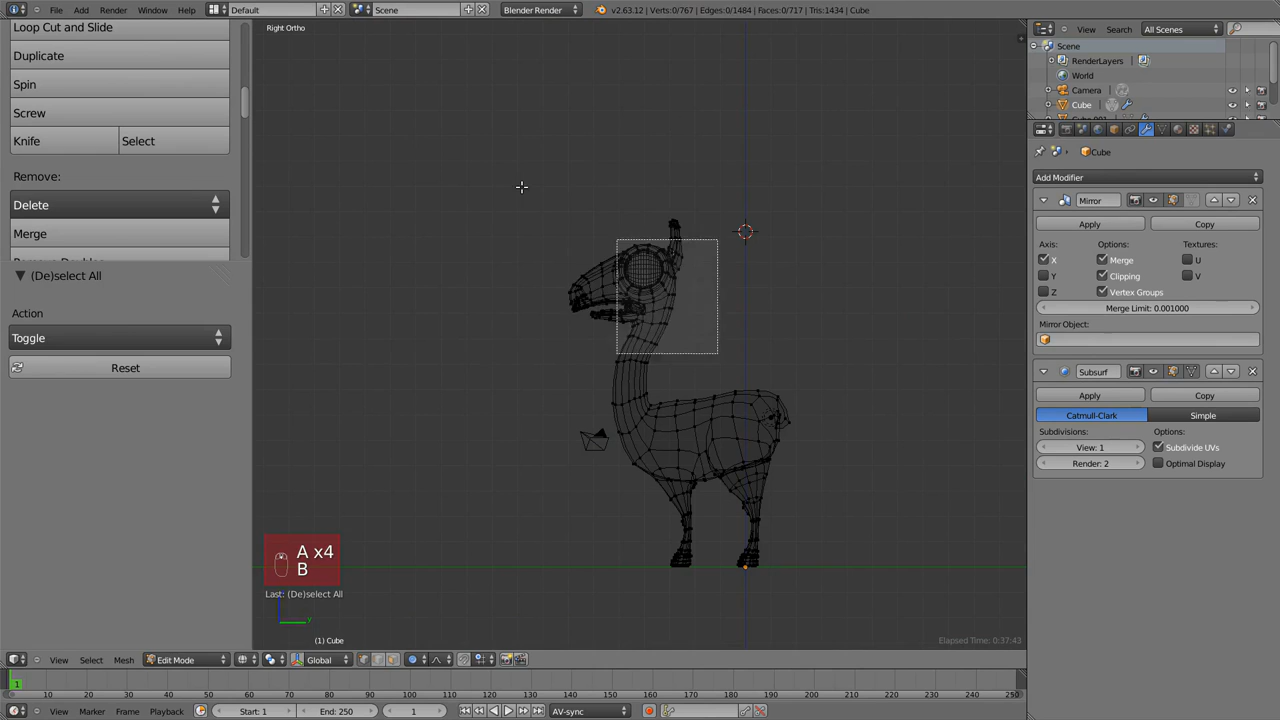 File Add Render Window Help Default Scene Blender Render v2.63.12 | Verts:0/767 | Edges:0/1484 | Faces:0/717 | Tris:1434 | Cube
Loop Cut and Slide
Duplicate
Spin
Screw
Knife Select
Remove:
Delete
Merge
(De)select All
Action
Toggle
Reset
Right Ortho
A x4
B
Last: (De)select All
y
(1) Cube
Elapsed Time: 0:37:43
View Search All Scenes
Scene
RenderLayers
World
Camera
Cube
Cube
Add Modifier
Mirror
Apply Copy
Axis: Options: Textures:
X Merge U
Y Clipping V
Z Vertex Groups
Merge Limit: 0.001000
Mirror Object:
Subsurf
Apply Copy
Catmull-Clark Simple
Subdivisions: Options:
View: 1 Subdivide UVs
Render: 2 Optimal Display
View Select Mesh Edit Mode Global
1
0 10 20 30 40 50 60 70 80 90 100 110 120 130 140 150 160 170 180 190 200 210 220 230 240 250
View Marker Frame Playback Start: 1 End: 250 1 AV-sync